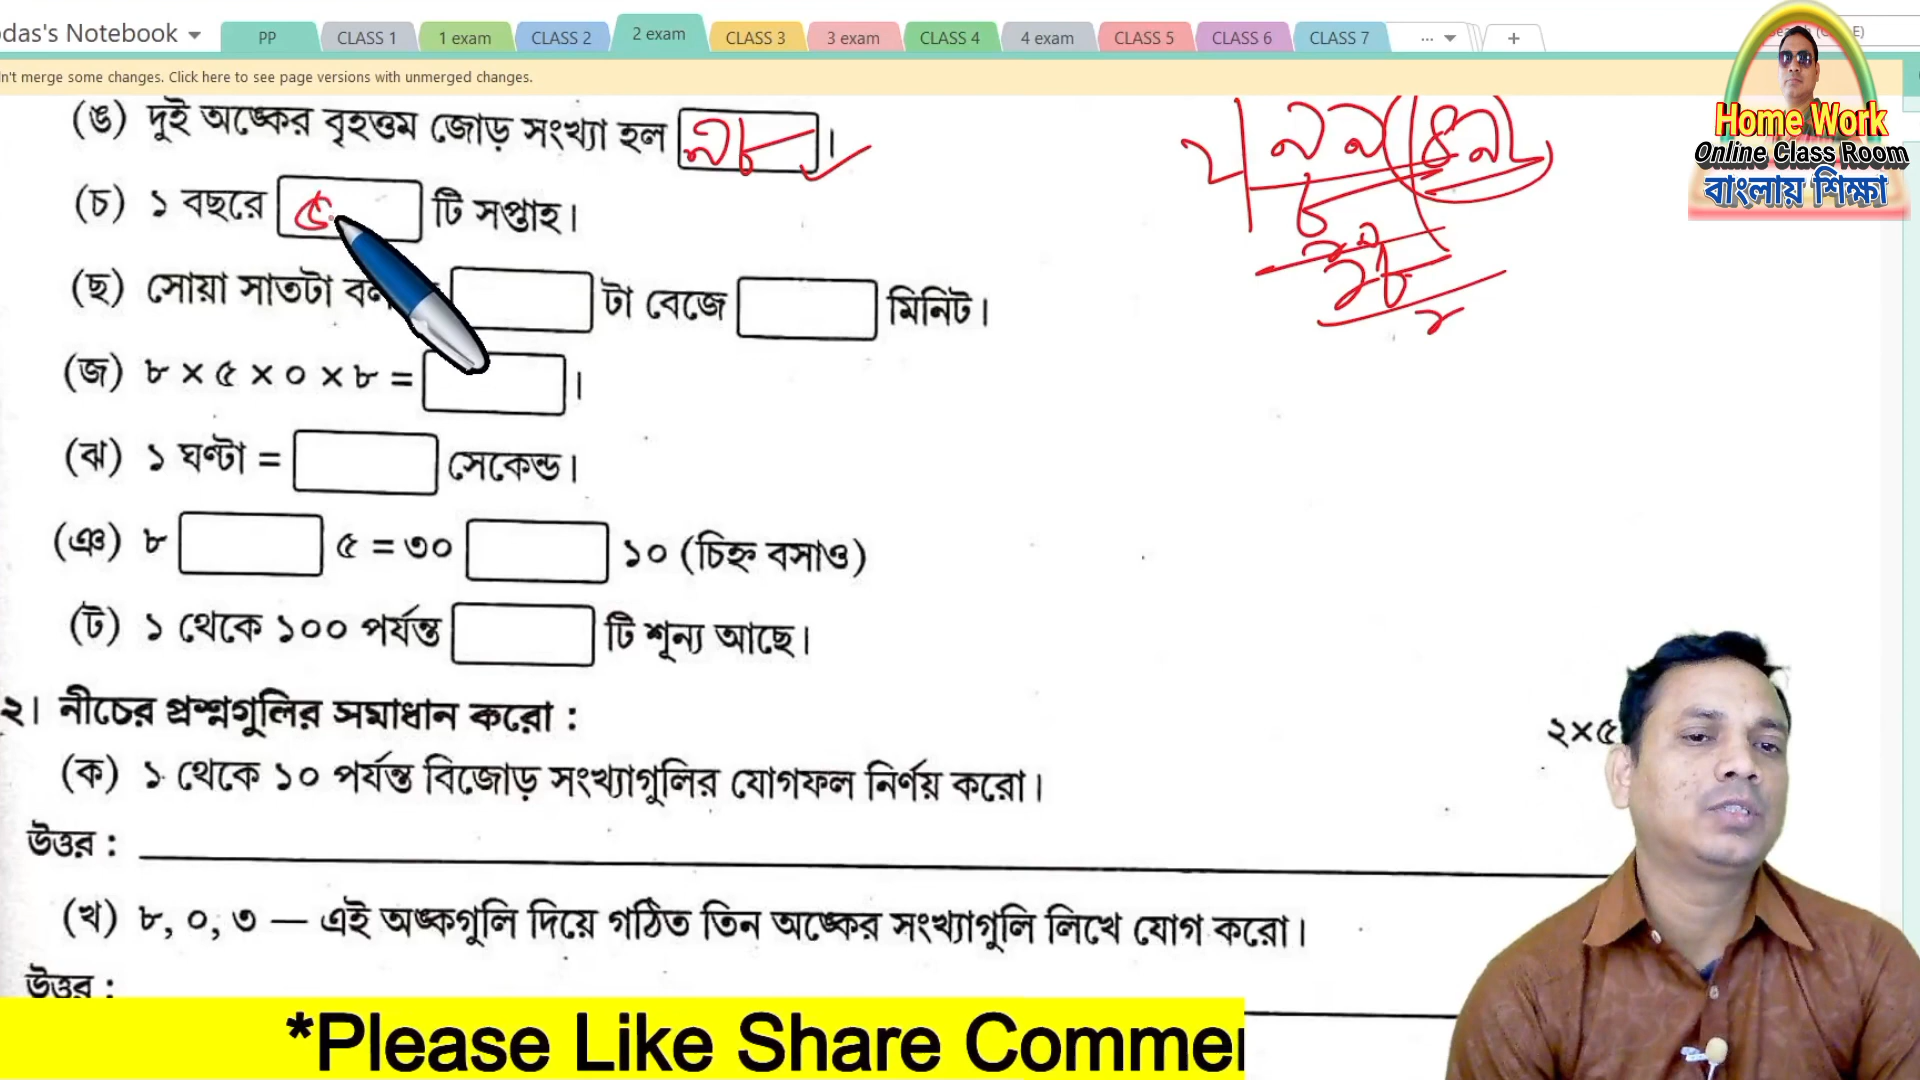 odas's Notebook
PP
CLASS 1
1 exam
CLASS 2
2 exam
CLASS 3
3 exam
CLASS 4
4 exam
CLASS 5
CLASS 6
CLASS 7
...
+
n't merge some changes. Click here to see page versions with unmerged changes.
Home Work
Online Class Room
বাংলায় শিক্ষা
(ঙ) দুই অঙ্কের বৃহত্তম জোড় সংখ্যা হল ৯৮ ।
(চ) ১ বছরে ৫ টি সপ্তাহ।
(ছ) সোয়া সাতটা টা বেজে মিনিট।
(জ) ৮ × ৫ × ০ × ৮ = ।
(ঝ) ১ ঘণ্টা = সেকেন্ড।
(ঞ) ৮ ৫ = ৩০ ১০ (চিহ্ন বসাও)
(ট) ১ থেকে ১০০ পর্যন্ত টি শূন্য আছে।
২। নীচের প্রশ্নগুলির সমাধান করো : ২×৫
(ক) ১ থেকে ১০ পর্যন্ত বিজোড় সংখ্যাগুলির যোগফল নির্ণয় করো।
উত্তর :
(খ) ৮, ০, ৩ — এই অঙ্কগুলি দিয়ে গঠিত তিন অঙ্কের সংখ্যাগুলি লিখে যোগ করো।
উত্তর :
*Please Like Share Comme